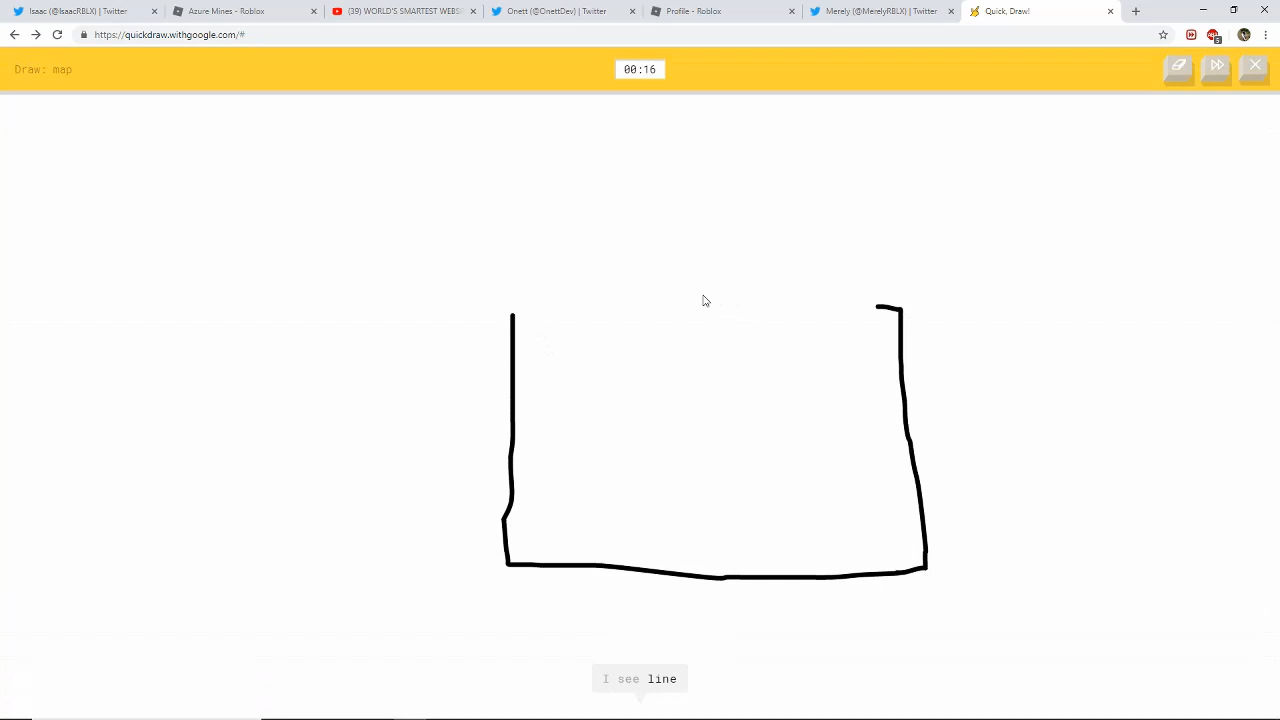 Isaac (@IsaacRBLX) | Twitter
Azure Mines - Roblox
(39) WORLD'S SMARTEST WEBSI
Onett (@OnettDev) | Twitter
Profile - Roblox
Merely (@MerelyRBLX) | Twitter
Quick, Draw!
https://quickdraw.withgoogle.com/#
Draw: map
00:16
I see line